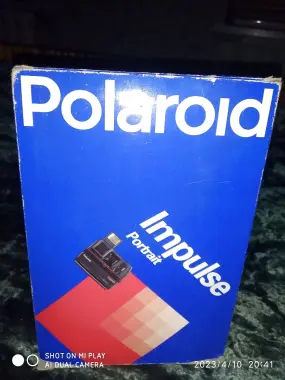 Polaroid
Impulse
Portrait
SHOT ON MI PLAY
AI DUAL CAMERA
2023/4/10 20:41